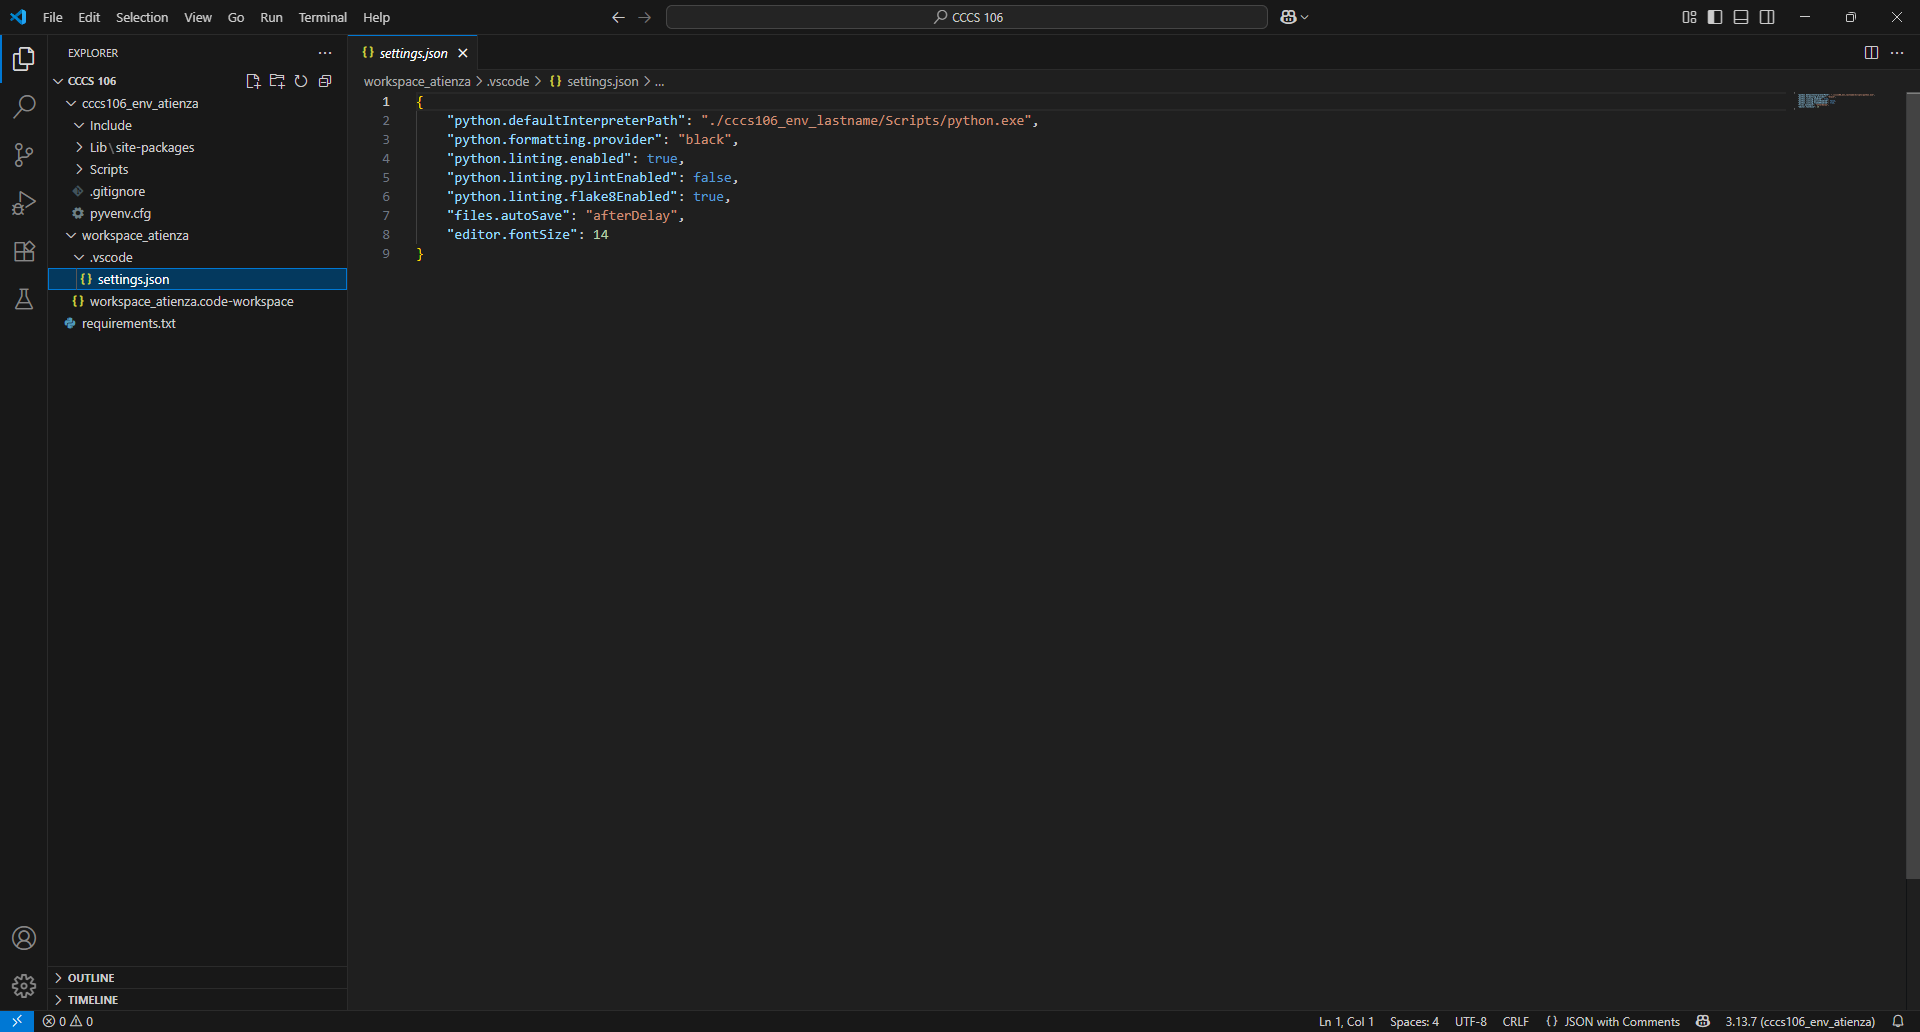 File Edit Selection View Go Run Terminal Help
CCCS 106
EXPLORER
CCCS 106
cccs106_env_atienza
Include
Lib\site-packages
Scripts
.gitignore
pyvenv.cfg
workspace_atienza
.vscode
settings.json
workspace_atienza.code-workspace
requirements.txt
OUTLINE
TIMELINE
settings.json
workspace_atienza > .vscode > {} settings.json > ...
1 {
2 "python.defaultInterpreterPath": "./cccs106_env_lastname/Scripts/python.exe",
3 "python.formatting.provider": "black",
4 "python.linting.enabled": true,
5 "python.linting.pylintEnabled": false,
6 "python.linting.flake8Enabled": true,
7 "files.autoSave": "afterDelay",
8 "editor.fontSize": 14
9 }
0 0
Ln 1, Col 1 Spaces: 4 UTF-8 CRLF {} JSON with Comments 3.13.7 (cccs106_env_atienza)